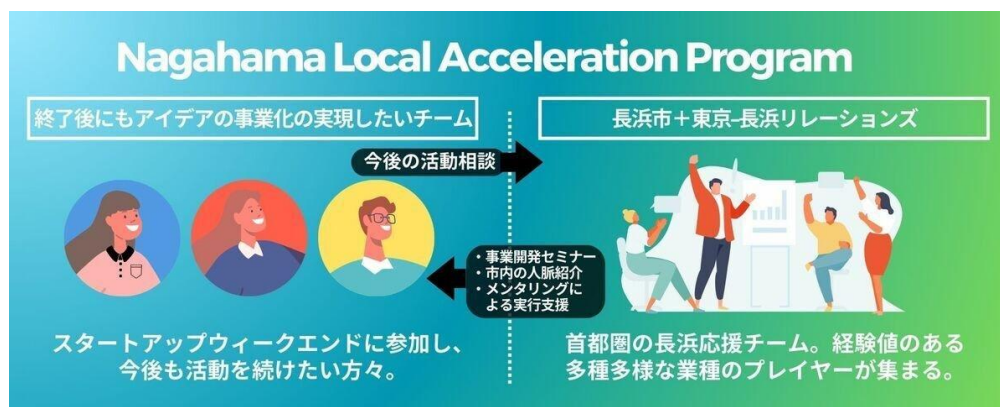 Nagahama Local Acceleration Program
終了後にもアイデアの事業化の実現したいチーム
長浜市＋東京-長浜リレーションズ
今後の活動相談
・事業開発セミナー
・市内の人脈紹介
・メンタリングに
よる実行支援
スタートアップウィークエンドに参加し、
今後も活動を続けたい方々。
首都圏の長浜応援チーム。経験値のある
多種多様な業種のプレイヤーが集まる。